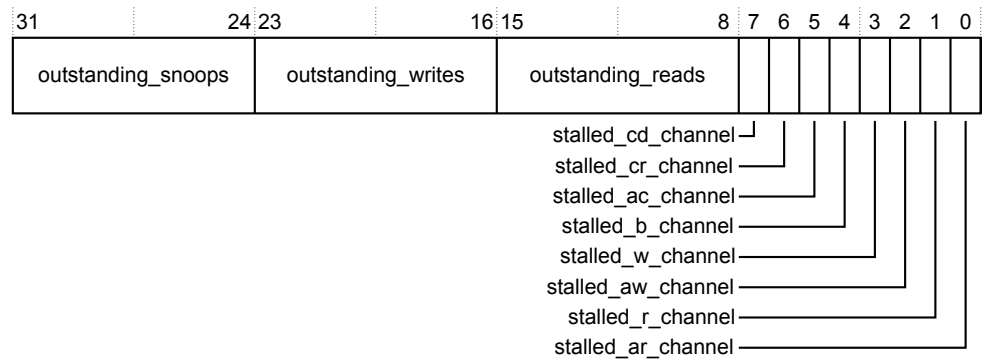 31 24 23 16 15 8 7 6 5 4 3 2 1 0
outstanding_snoops outstanding_writes outstanding_reads
stalled_cd_channel
stalled_cr_channel
stalled_ac_channel
stalled_b_channel
stalled_w_channel
stalled_aw_channel
stalled_r_channel
stalled_ar_channel